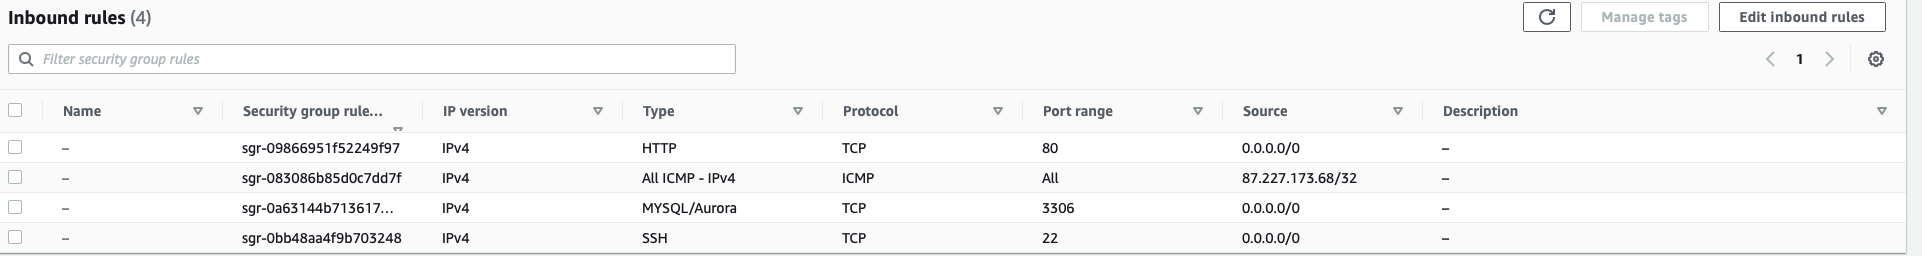 Inbound rules (4)
Manage tags
Edit inbound rules
Filter security group rules
1
Name Security group rule... IP version Type Protocol Port range Source Description
– sgr-09866951f52249f97 IPv4 HTTP TCP 80 0.0.0.0/0 –
– sgr-083086b85d0c7dd7f IPv4 All ICMP - IPv4 ICMP All 87.227.173.68/32 –
– sgr-0a63144b713617... IPv4 MYSQL/Aurora TCP 3306 0.0.0.0/0 –
– sgr-0bb48aa4f9b703248 IPv4 SSH TCP 22 0.0.0.0/0 –